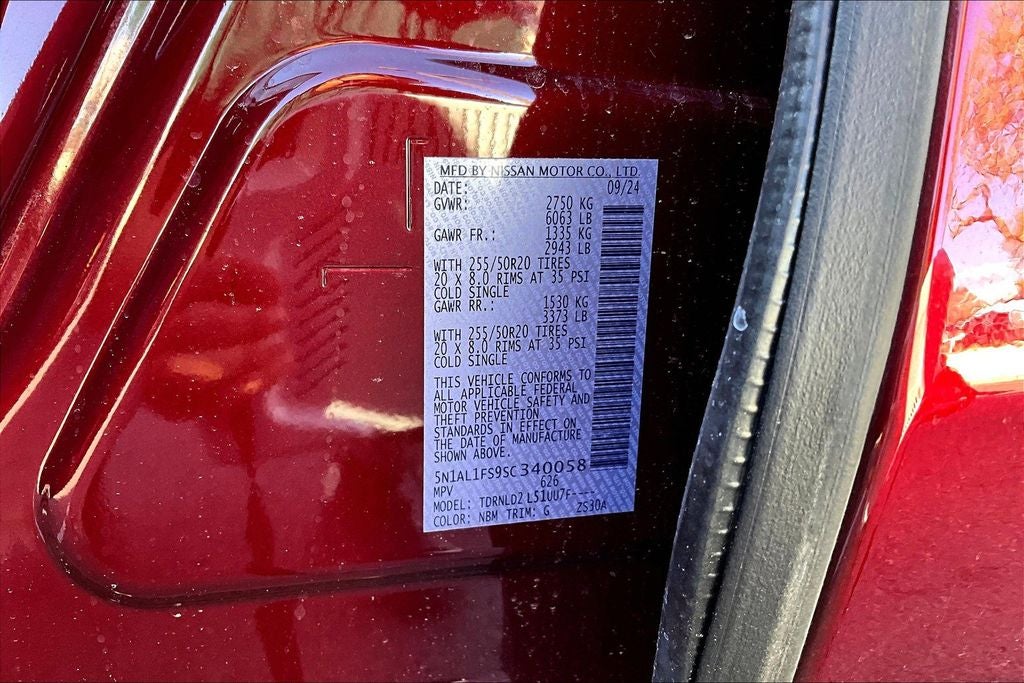 MFD BY NISSAN MOTOR CO., LTD.
DATE: 09/24
GVWR: 2750 KG
6063 LB
GAWR FR.: 1335 KG
2943 LB
WITH 255/50R20 TIRES
20 X 8.0 RIMS AT 35 PSI
COLD SINGLE
GAWR RR.: 1530 KG
3373 LB
WITH 255/50R20 TIRES
20 X 8.0 RIMS AT 35 PSI
COLD SINGLE
THIS VEHICLE CONFORMS TO
ALL APPLICABLE FEDERAL
MOTOR VEHICLE SAFETY AND
THEFT PREVENTION
STANDARDS IN EFFECT ON
THE DATE OF MANUFACTURE
SHOWN ABOVE.
5N1AL1FS9SC340058
MPV 626
MODEL: TDRNLD2 L51UU7F----
COLOR: NBM TRIM: G 2S30A